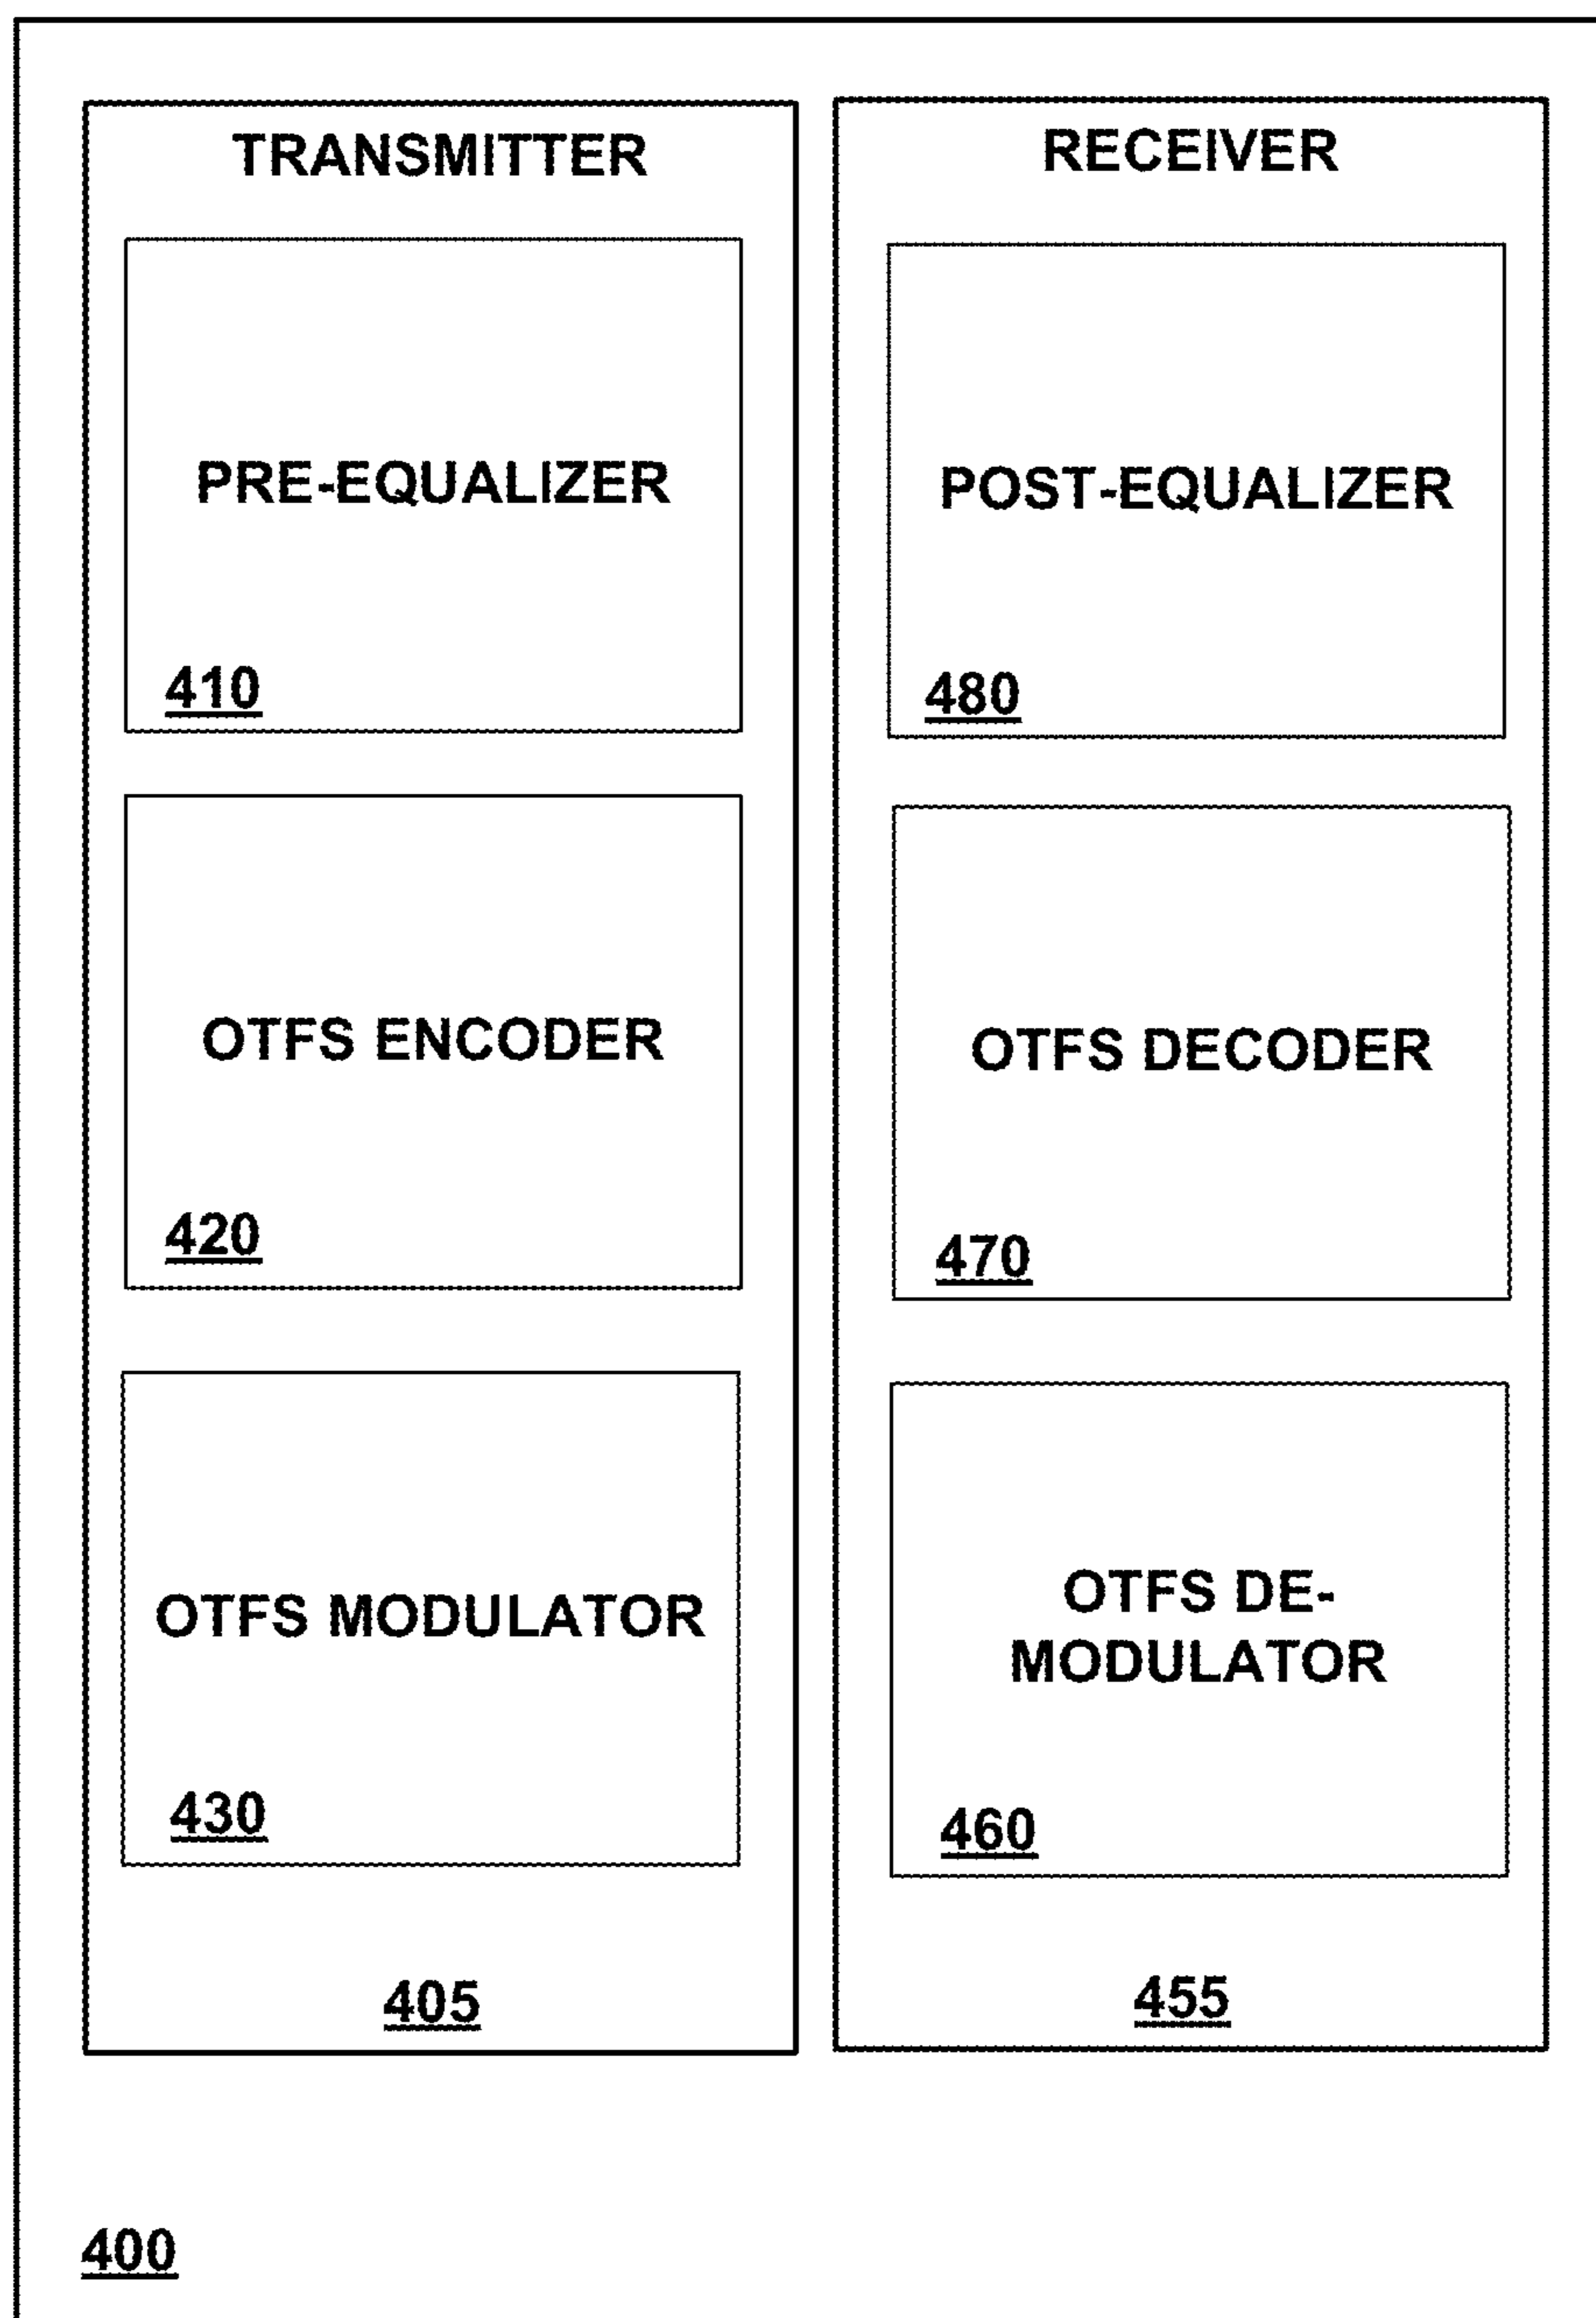 TRANSMITTER
PRE-EQUALIZER
410
OTFS ENCODER
420
OTFS MODULATOR
430
405
RECEIVER
POST-EQUALIZER
480
OTFS DECODER
470
OTFS DE-
MODULATOR
460
455
400